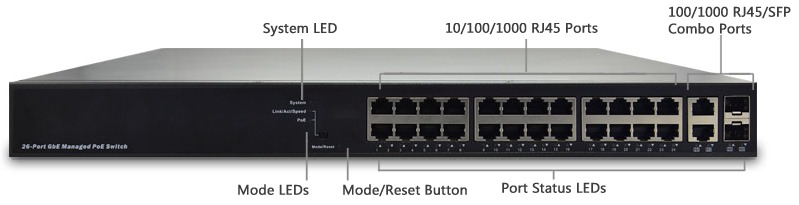 System LED
10/100/1000 RJ45 Ports
100/1000 RJ45/SFP
Combo Ports
System
Link/Act/Speed
PoE
Mode/Reset
26-Port GbE Managed PoE Switch
Mode LEDs
Mode/Reset Button
Port Status LEDs